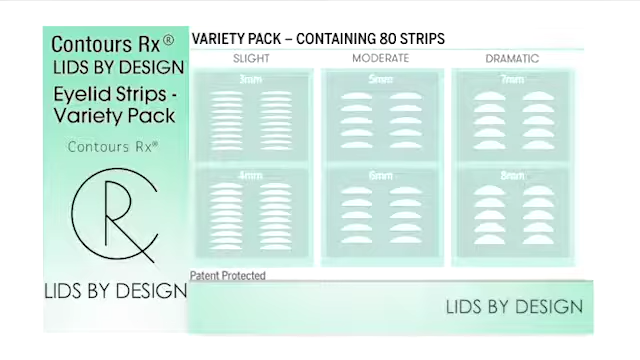 Contours Rx®
LIDS BY DESIGN
Eyelid Strips -
Variety Pack
Contours Rx®
LIDS BY DESIGN
VARIETY PACK – CONTAINING 80 STRIPS
SLIGHT
MODERATE
DRAMATIC
3mm
5mm
7mm
4mm
6mm
8mm
Patent Protected
LIDS BY DESIGN